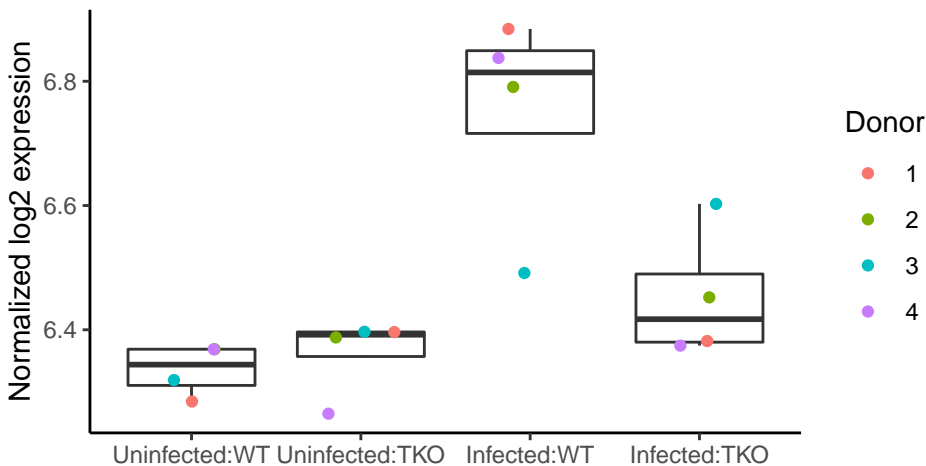 Normalized log2 expression
6.8
6.6
6.4
Uninfected:WT Uninfected:TKO Infected:WT Infected:TKO
Donor
1
2
3
4